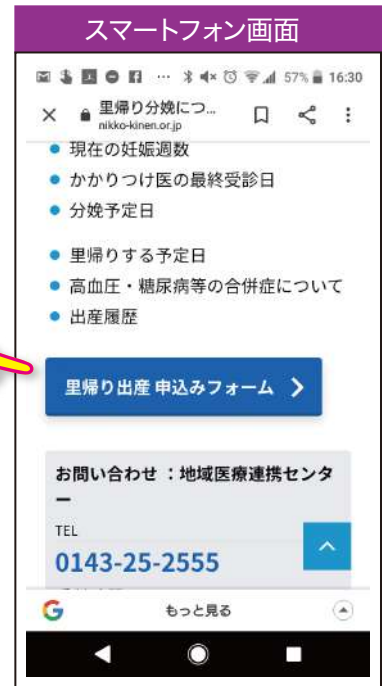 スマートフォン画面
57% 16:30
里帰り分娩につ...
nikko-kinen.or.jp
現在の妊娠週数
かかりつけ医の最終受診日
分娩予定日
里帰りする予定日
高血圧・糖尿病等の合併症について
出産履歴
里帰り出産 申込みフォーム
お問い合わせ ：地域医療連携センタ
ー
TEL
0143-25-2555
もっと見る